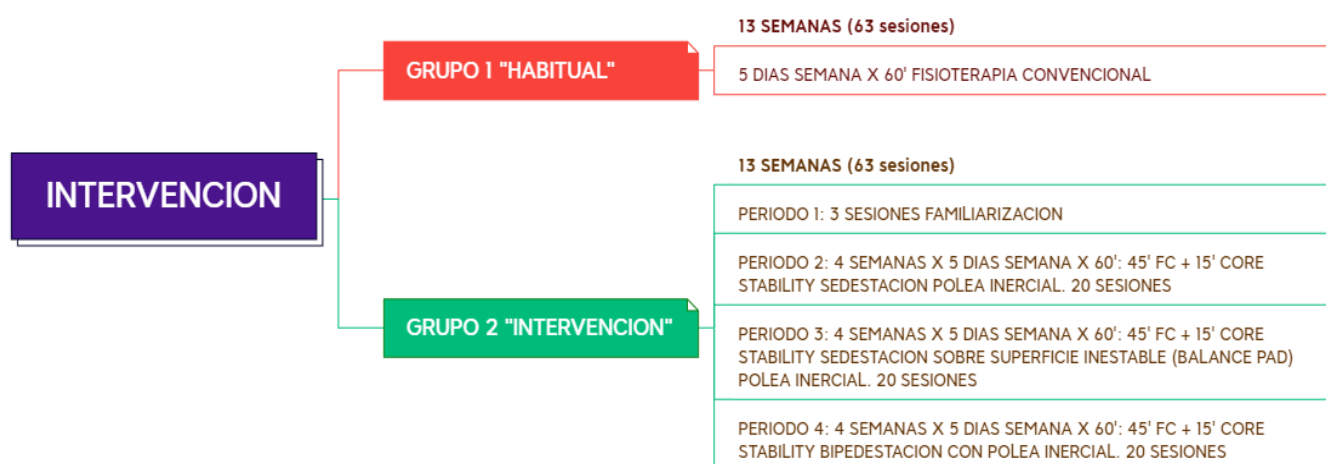 INTERVENCION
GRUPO 1 "HABITUAL"
13 SEMANAS (63 sesiones)
5 DIAS SEMANA X 60' FISIOTERAPIA CONVENCIONAL
GRUPO 2 "INTERVENCION"
13 SEMANAS (63 sesiones)
PERIODO 1: 3 SESIONES FAMILIARIZACION
PERIODO 2: 4 SEMANAS X 5 DIAS SEMANA X 60': 45' FC + 15' CORE
STABILITY SEDESTACION POLEA INERCIAL. 20 SESIONES
PERIODO 3: 4 SEMANAS X 5 DIAS SEMANA X 60': 45' FC + 15' CORE
STABILITY SEDESTACION SOBRE SUPERFICIE INESTABLE (BALANCE PAD)
POLEA INERCIAL. 20 SESIONES
PERIODO 4: 4 SEMANAS X 5 DIAS SEMANA X 60': 45' FC + 15' CORE
STABILITY BIPEDESTACION CON POLEA INERCIAL. 20 SESIONES